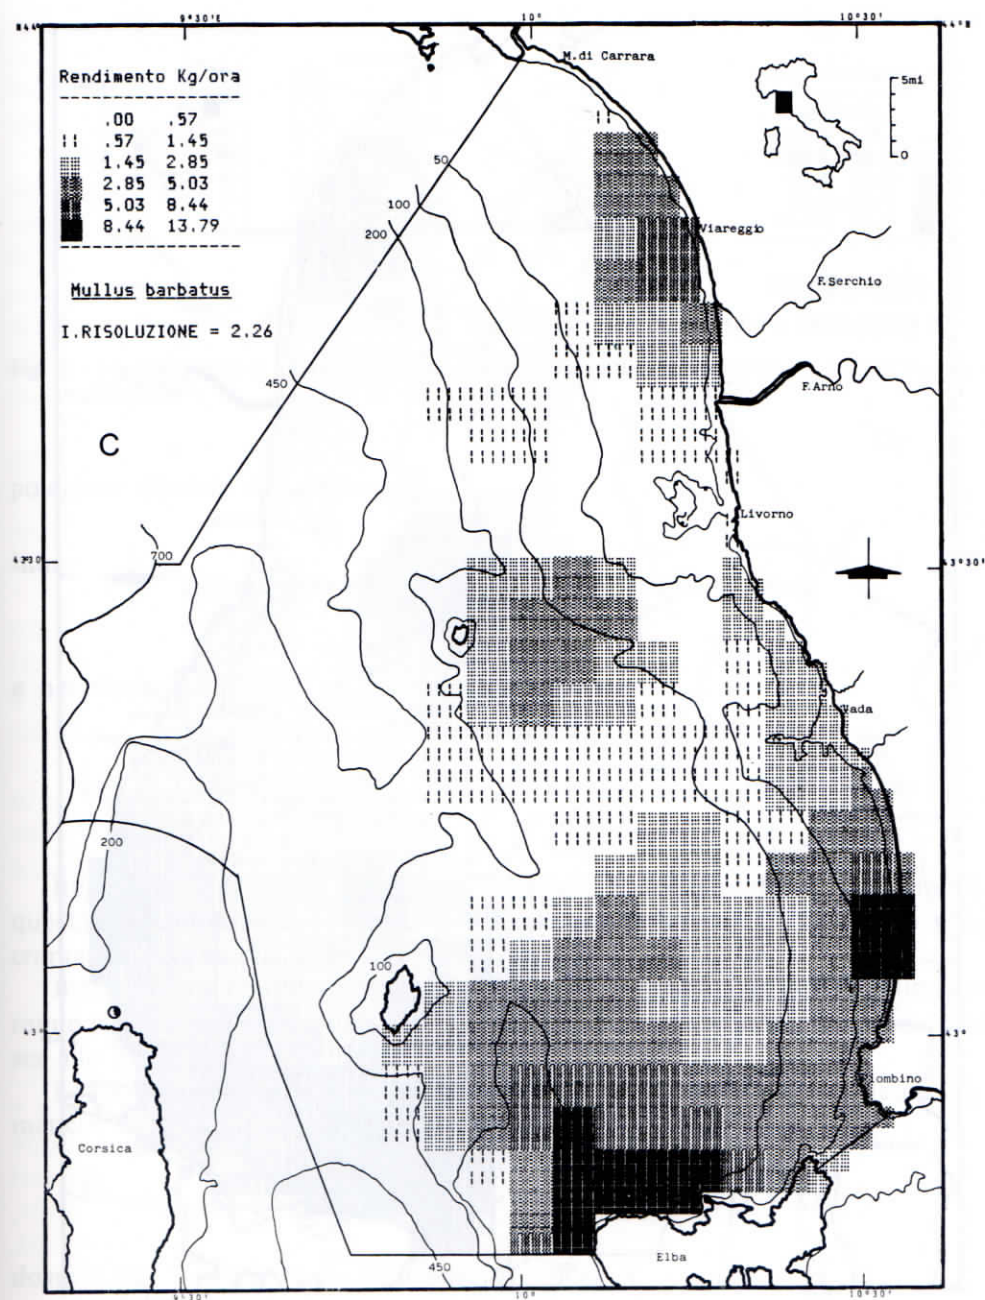 9°30'E
10°
10°30'
44°N
M.di Carrara
Rendimento Kg/ora
.00 .57
.57 1.45
1.45 2.85
2.85 5.03
5.03 8.44
8.44 13.79
5mi
0
50
100
200
Viareggio
F.Serchio
Mullus barbatus
I.RISOLUZIONE = 2.26
450
F.Arno
C
Livorno
700
43°30'
Vada
200
100
43°
43°
Corsica
Elba
450
10°
10°30'